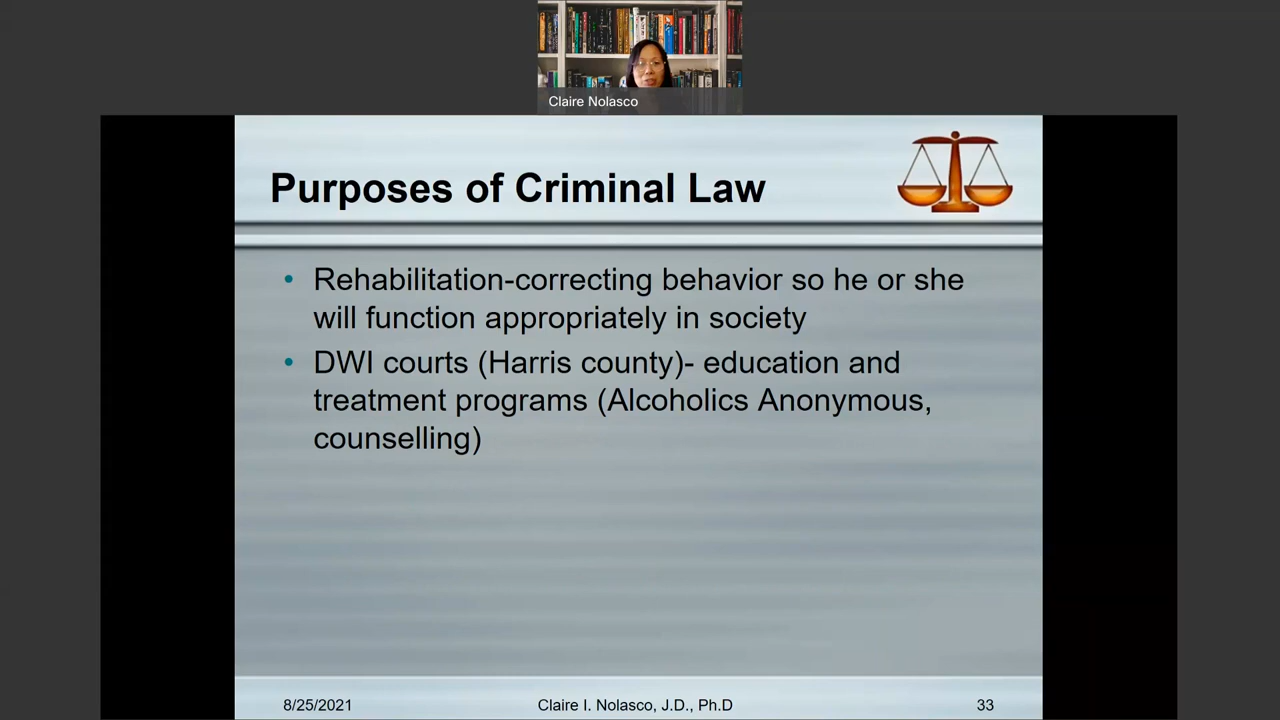 Claire Nolasco
Purposes of Criminal Law
• Rehabilitation-correcting behavior so he or she
will function appropriately in society
• DWI courts (Harris county)- education and
treatment programs (Alcoholics Anonymous,
counselling)
8/25/2021
Claire I. Nolasco, J.D., Ph.D
33